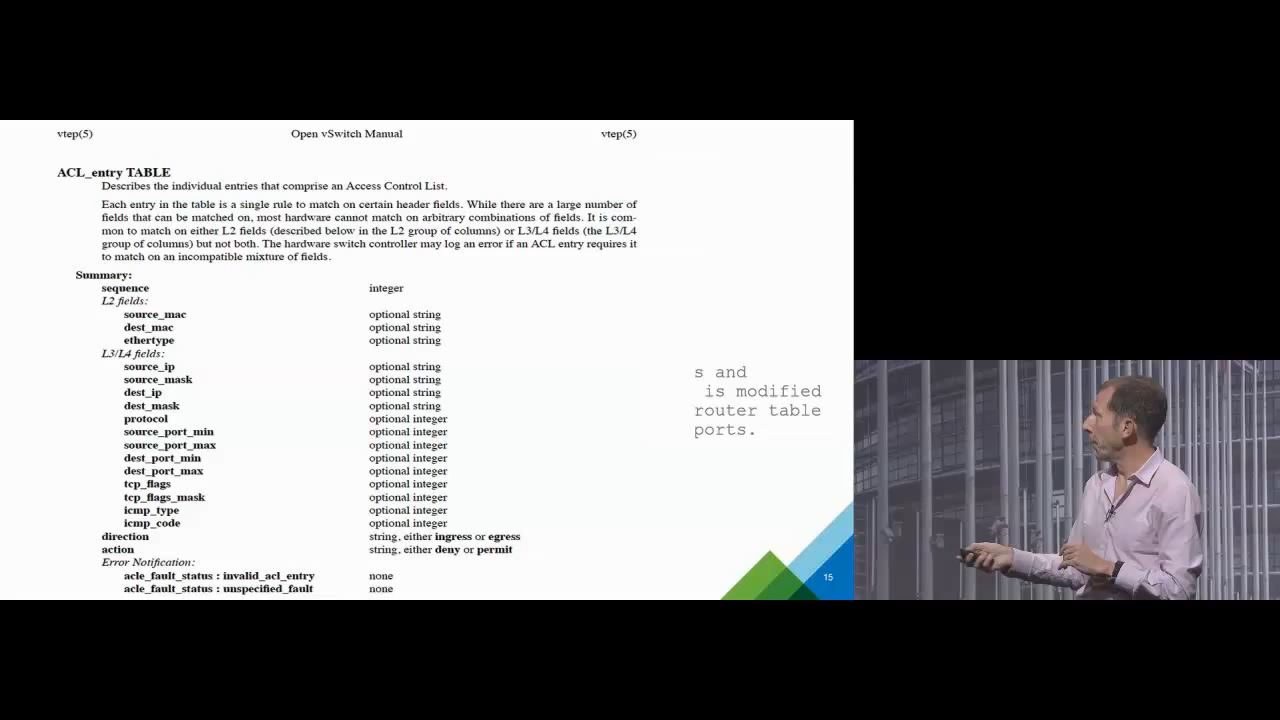 vtep(5) Open vSwitch Manual vtep(5)
ACL_entry TABLE
Describes the individual entries that comprise an Access Control List.
Each entry in the table is a single rule to match on certain header fields. While there are a large number of
fields that can be matched on, most hardware cannot match on arbitrary combinations of fields. It is com-
mon to match on either L2 fields (described below in the L2 group of columns) or L3/L4 fields (the L3/L4
group of columns) but not both. The hardware switch controller may log an error if an ACL entry requires it
to match on an incompatible mixture of fields.
Summary:
sequence integer
L2 fields:
source_mac optional string
dest_mac optional string
ethertype optional string
L3/L4 fields:
source_ip optional string
source_mask optional string
dest_ip optional string
dest_mask optional string
protocol optional integer
source_port_min optional integer
source_port_max optional integer
dest_port_min optional integer
dest_port_max optional integer
tcp_flags optional integer
tcp_flags_mask optional integer
icmp_type optional integer
icmp_code optional integer
direction string, either ingress or egress
action string, either deny or permit
Error Notification:
acle_fault_status : invalid_acl_entry none
acle_fault_status : unspecified_fault none
s and
is modified
router table
ports.
15